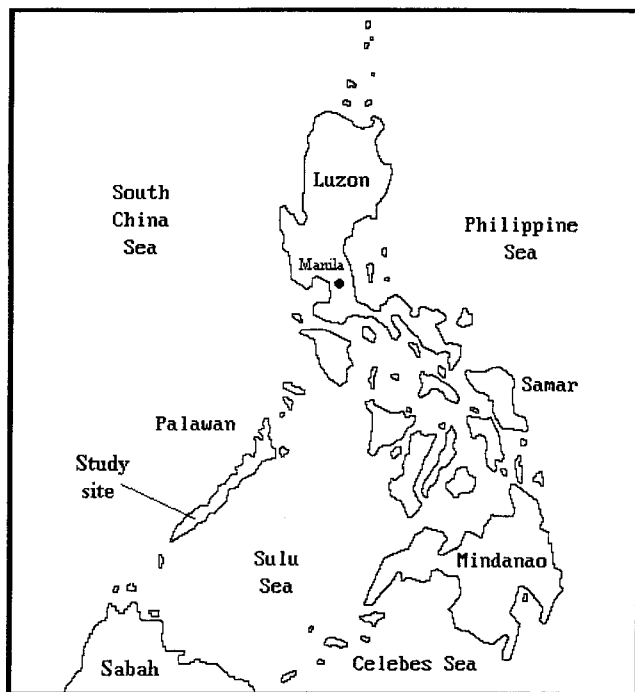 Luzon
South
China
Sea
Philippine
Sea
Manila
Samar
Palawan
Study
site
Sulu
Sea
Mindanao
Sabah
Celebes Sea